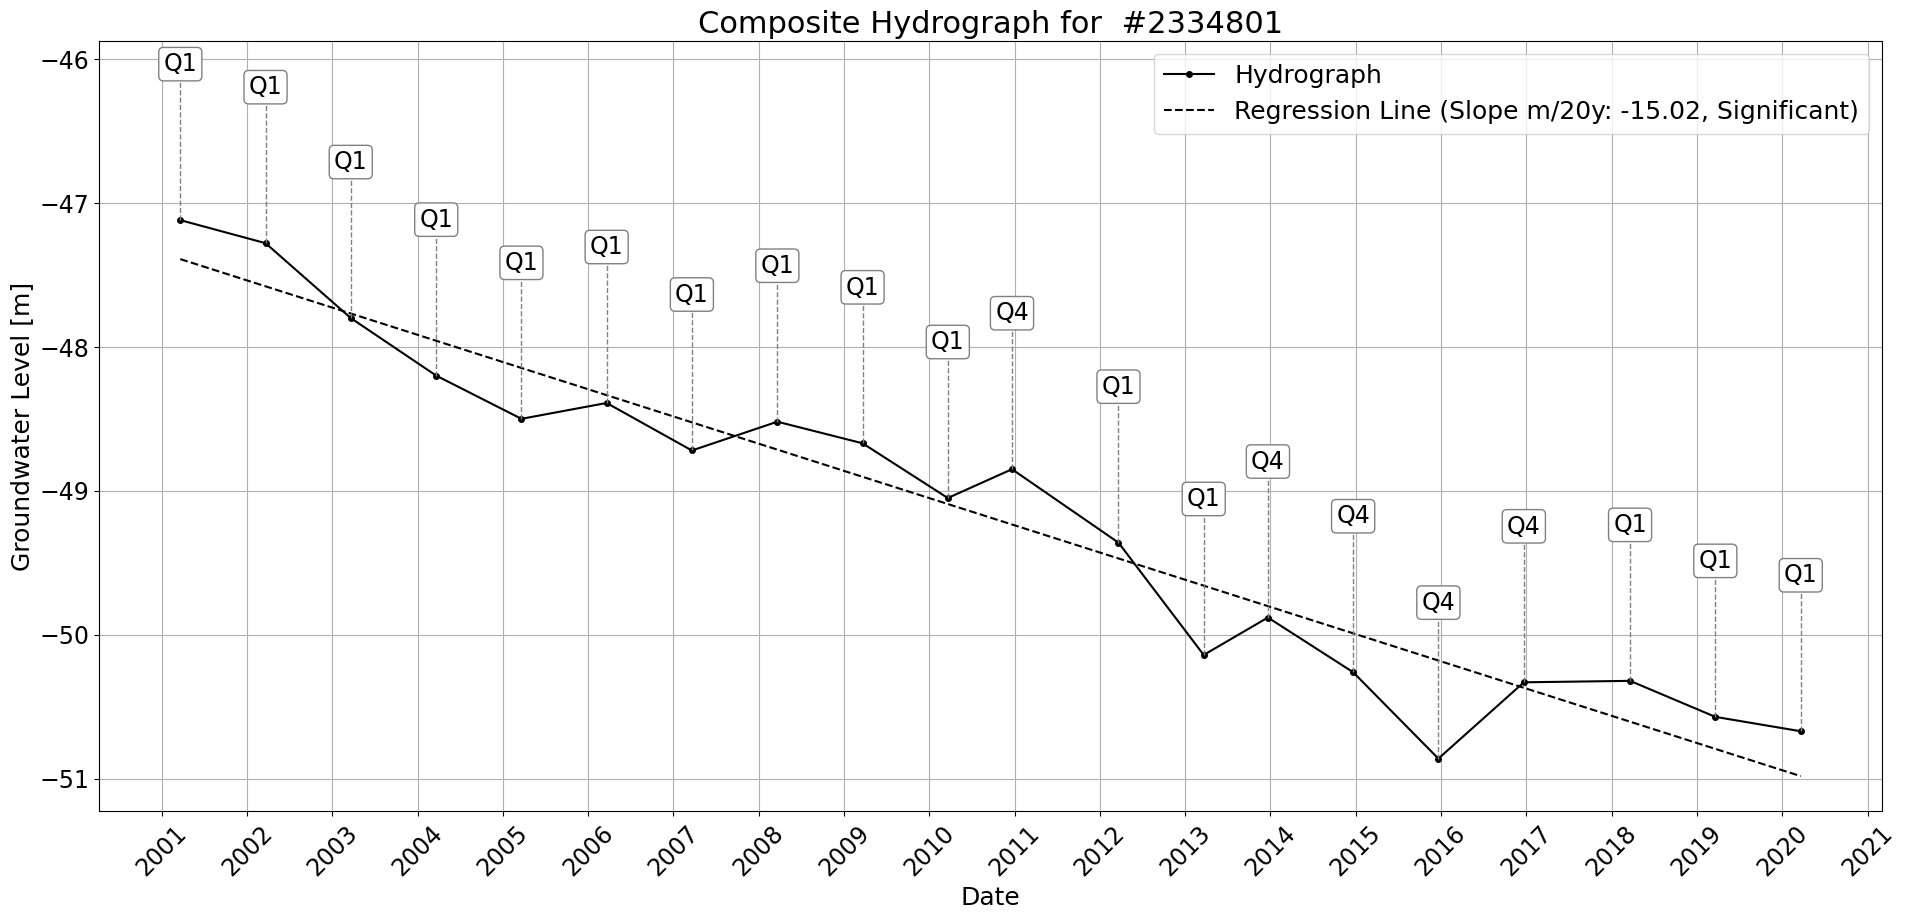 Composite Hydrograph for  #2334801
Hydrograph
Regression Line (Slope m/20y: -15.02, Significant)
Groundwater Level [m]
−46
−47
−48
−49
−50
−51
Q1
Q1
Q1
Q1
Q1
Q1
Q1
Q1
Q1
Q1
Q4
Q1
Q1
Q4
Q4
Q4
Q4
Q1
Q1
Q1
2001
2002
2003
2004
2005
2006
2007
2008
2009
2010
2011
2012
2013
2014
2015
2016
2017
2018
2019
2020
2021
Date